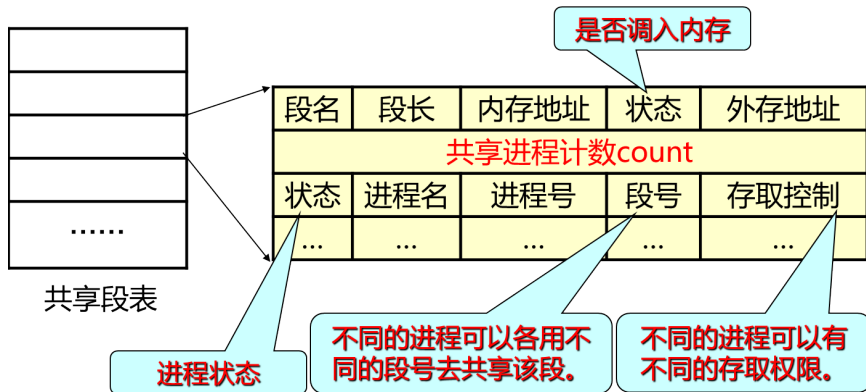 是否调入内存
段名 段长 内存地址 状态 外存地址
共享进程计数count
状态 进程名 进程号 段号 存取控制
... ... ... ... ...
......
共享段表
进程状态
不同的进程可以各用不
同的段号去共享该段。
不同的进程可以有
不同的存取权限。